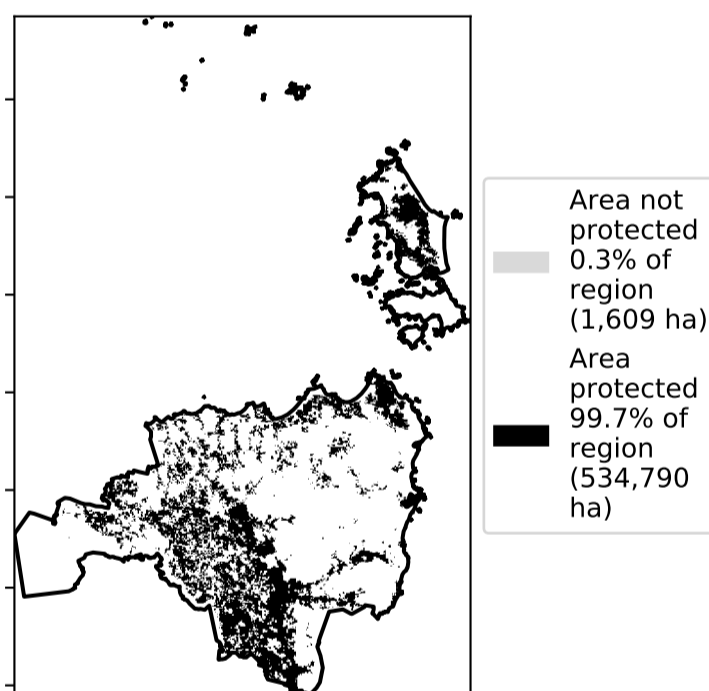 Area not
protected
0.3% of
region
(1,609 ha)
Area
protected
99.7% of
region
(534,790
ha)